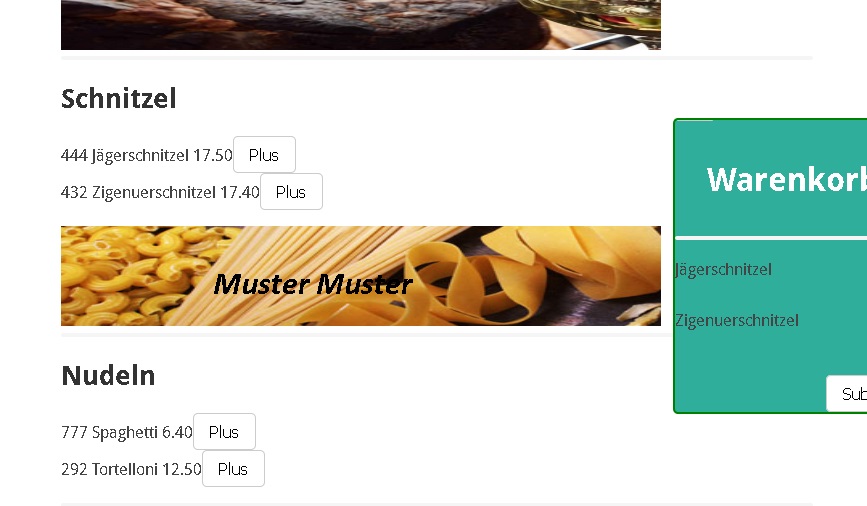 Schnitzel
444 Jägerschnitzel 17.50 Plus
432 Zigenuerschnitzel 17.40 Plus
Muster Muster
Nudeln
777 Spaghetti 6.40 Plus
292 Tortelloni 12.50 Plus
Warenkorb
Jägerschnitzel
Zigenuerschnitzel
Sub